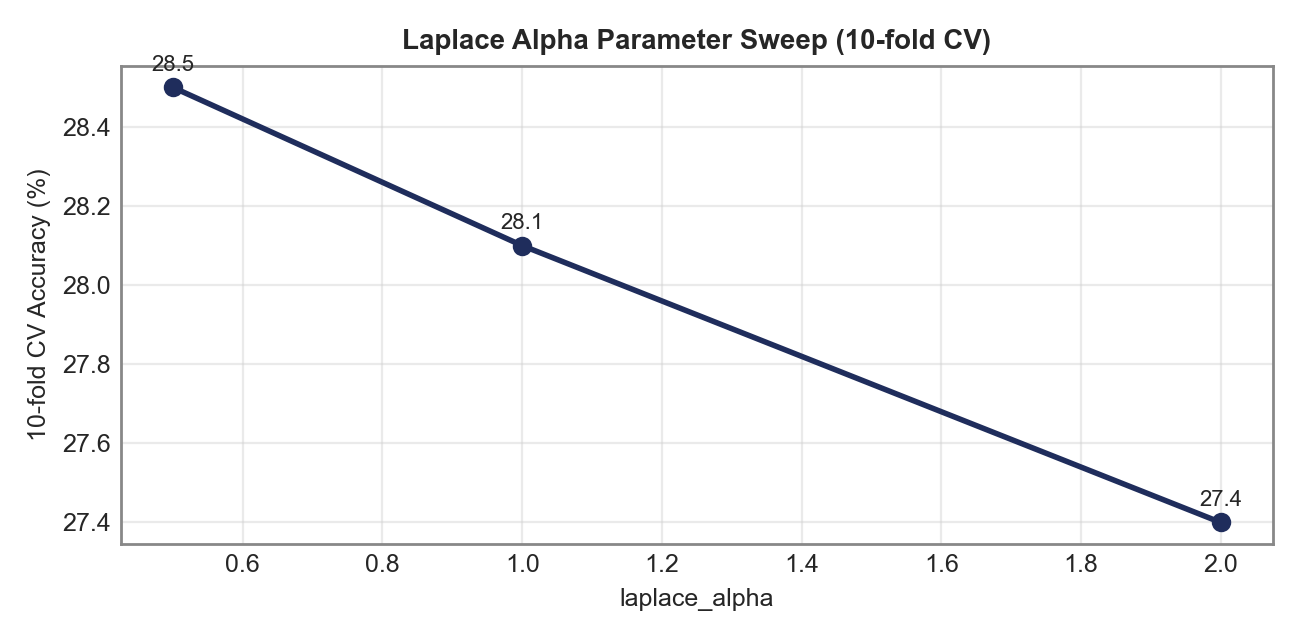 Laplace Alpha Parameter Sweep (10-fold CV)
28.5
28.4
28.2
28.1
28.0
27.8
27.6
27.4
27.4
10-fold CV Accuracy (%)
0.6 0.8 1.0 1.2 1.4 1.6 1.8 2.0
laplace_alpha